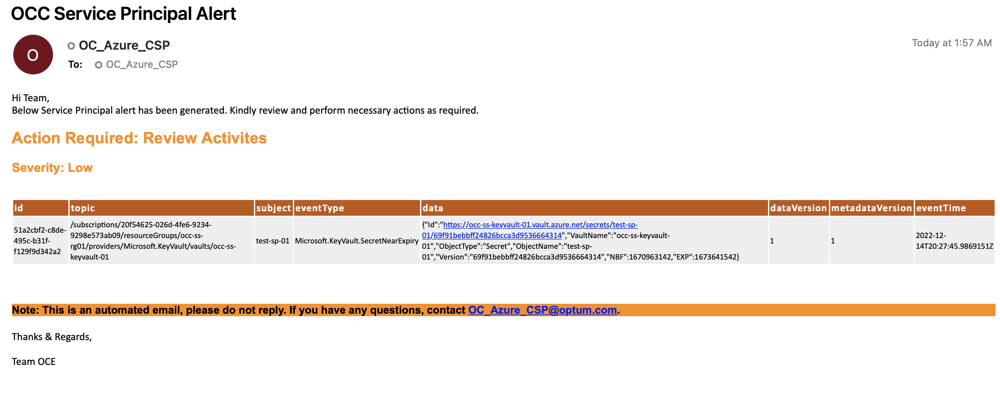 OCC Service Principal Alert
O
OC_Azure_CSP
Today at 1:57 AM
To: OC_Azure_CSP
Hi Team,
Below Service Principal alert has been generated. Kindly review and perform necessary actions as required.
Action Required: Review Activites
Severity: Low
id topic subject eventType data dataVersion metadataVersion eventTime
51a2cbf2-c8de-
495c-b31f-
f129f9d342a2
/subscriptions/20f54625-026d-4fe6-9234-
9298e573ab09/resourceGroups/occ-ss-
rg01/providers/Microsoft.KeyVault/vaults/occ-ss-
keyvault-01
test-sp-01
Microsoft.KeyVault.SecretNearExpiry
{"Id":"https://occ-ss-keyvault-01.vault.azure.net/secrets/test-sp-
01/69f91bebbff24826bcca3d9536664314","VaultName":"occ-ss-keyvault-
01","ObjectType":"Secret","ObjectName":"test-sp-
01","Version":"69f91bebbff24826bcca3d9536664314","NBF":1670963142,"EXP":1673641542}
1
1
2022-12-
14T20:27:45.9869151Z
Note: This is an automated email, please do not reply. If you have any questions, contact OC_Azure_CSP@optum.com.
Thanks & Regards,
Team OCE